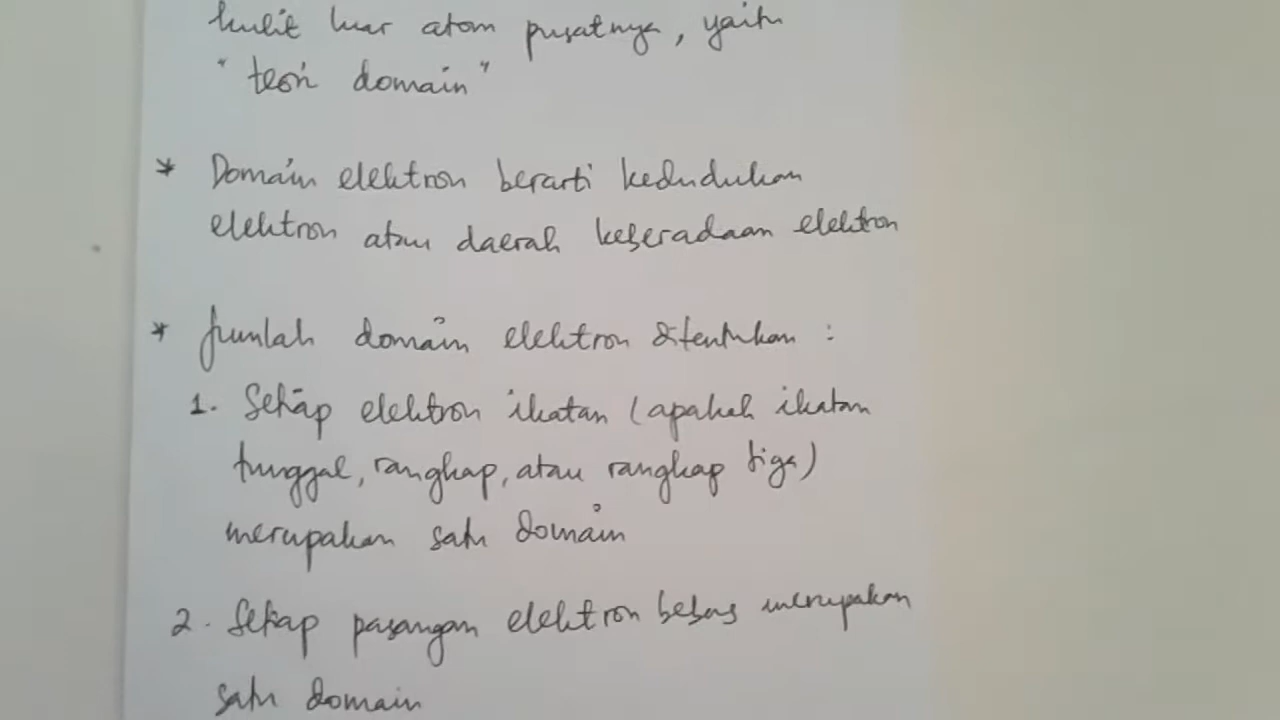 kulit luar atom pusatnya, yaitu
"teori domain"
* Domain elektron berarti kedudukan
elektron atau daerah keberadaan elektron
* Jumlah domain elektron ditentukan :
1. Setiap elektron ikatan (apakah ikatan
tunggal, rangkap, atau rangkap tiga)
merupakan satu domain
2. Setiap pasangan elektron bebas merupakan
satu domain